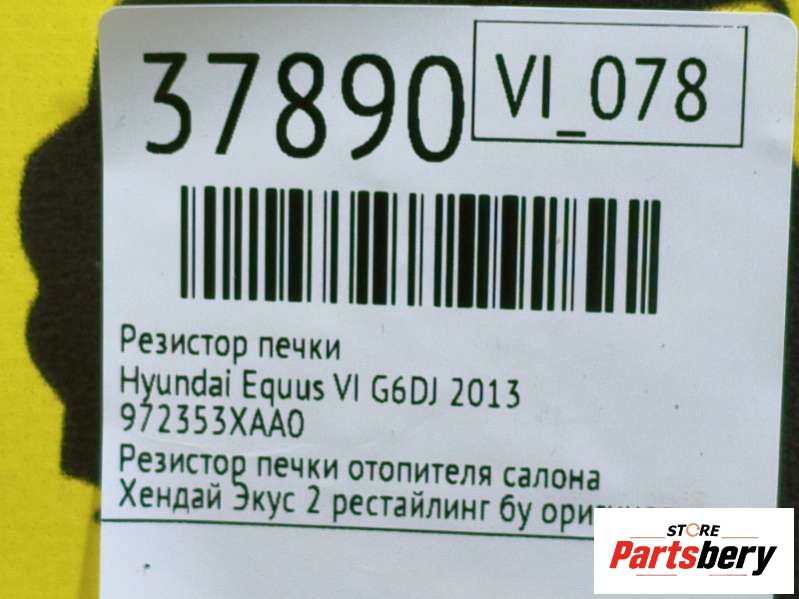 37890
VI_078
Резистор печки
Hyundai Equus VI G6DJ 2013
972353XAA0
Резистор печки отопителя салона
Хендай Экус 2 рестайлинг бу
STORE
Partsbery